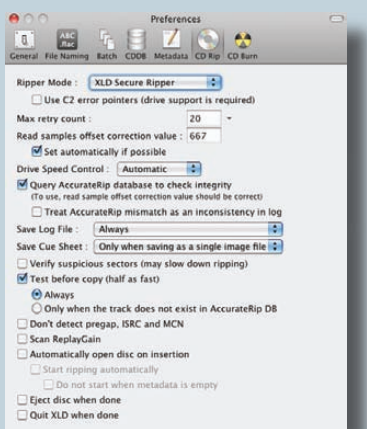 Preferences
ABC
.flac
General File Naming Batch CDDB Metadata CD Rip CD Burn
Ripper Mode : XLD Secure Ripper
Use C2 error pointers (drive support is required)
Max retry count : 20
Read samples offset correction value : 667
Set automatically if possible
Drive Speed Control : Automatic
Query AccurateRip database to check integrity
(To use, read sample offset correction value should be correct)
Treat AccurateRip mismatch as an inconsistency in log
Save Log File : Always
Save Cue Sheet : Only when saving as a single image file
Verify suspicious sectors (may slow down ripping)
Test before copy (half as fast)
Always
Only when the track does not exist in AccurateRip DB
Don't detect pregap, ISRC and MCN
Scan ReplayGain
Automatically open disc on insertion
Start ripping automatically
Do not start when metadata is empty
Eject disc when done
Quit XLD when done